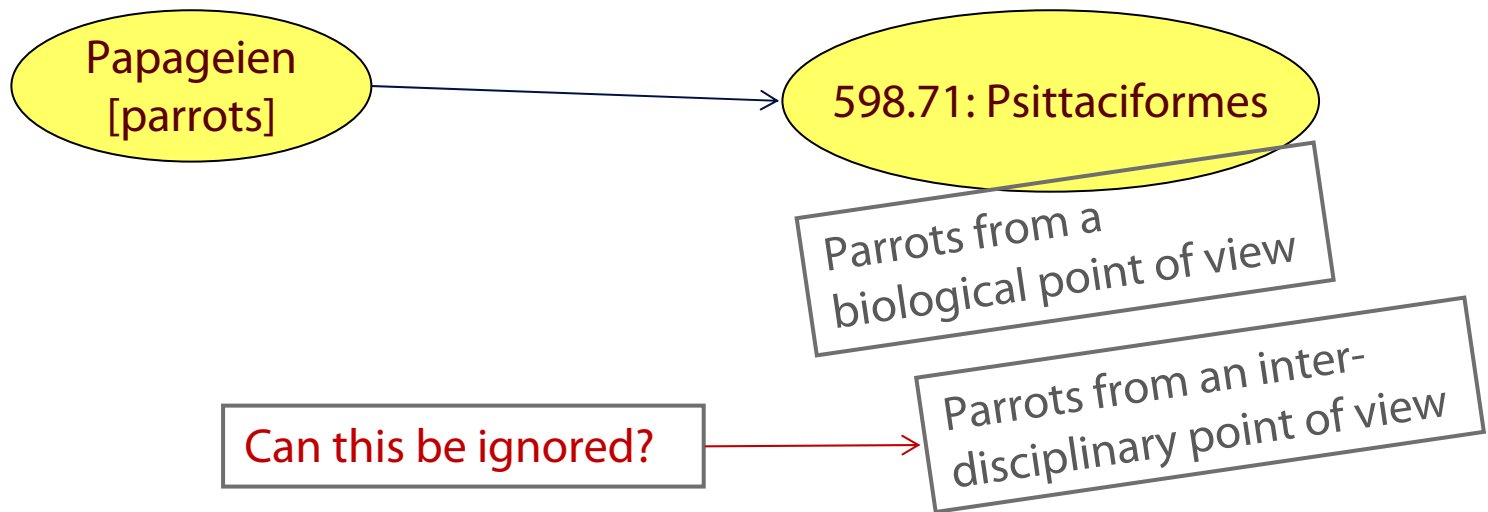 Papageien
[parrots]
598.71: Psittaciformes
Parrots from a
biological point of view
Parrots from an inter-
disciplinary point of view
Can this be ignored?